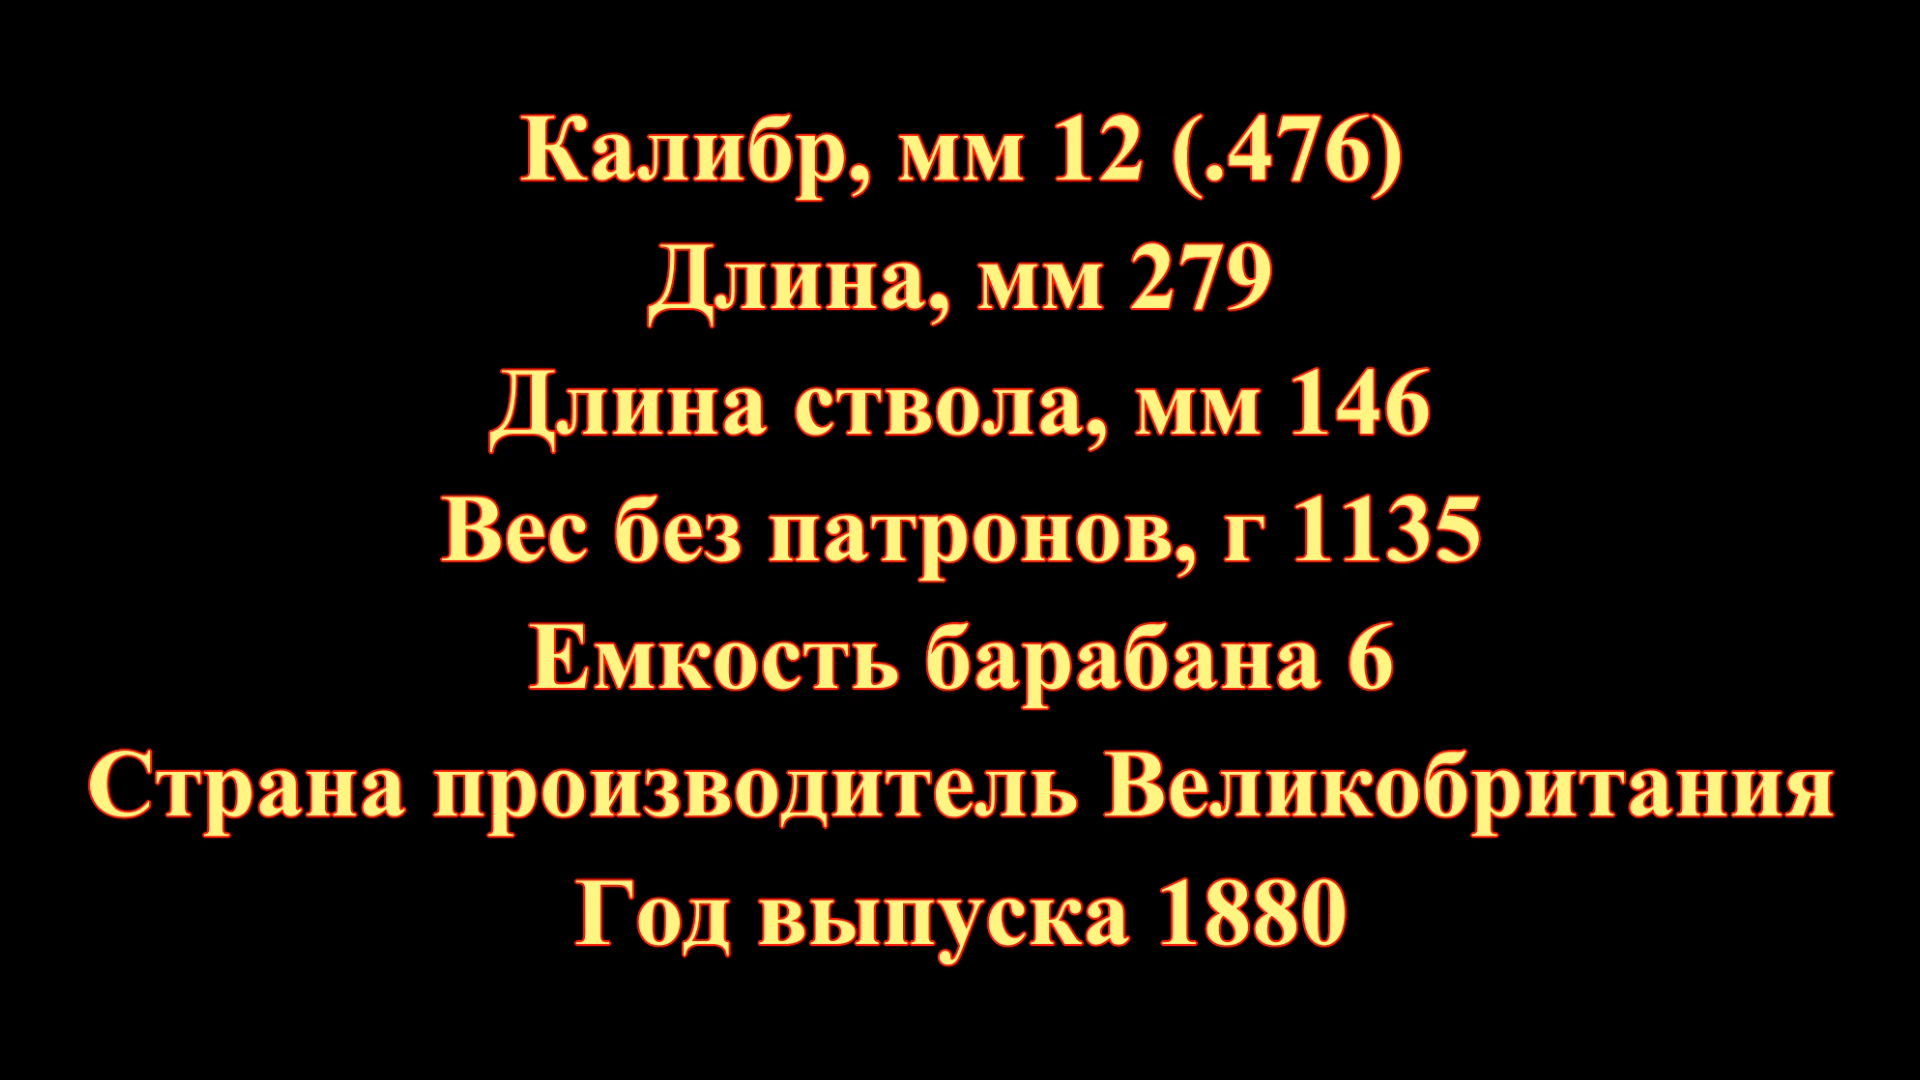 Калибр, мм 12 (.476)
Длина, мм 279
Длина ствола, мм 146
Вес без патронов, г 1135
Емкость барабана 6
Страна производитель Великобритания
Год выпуска 1880